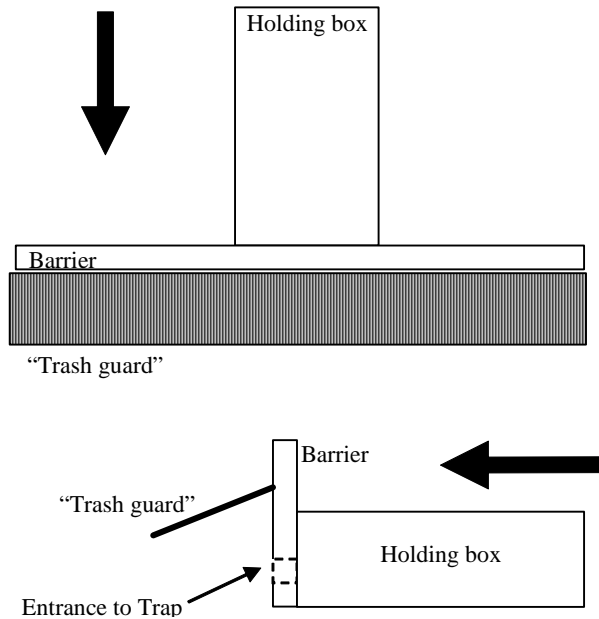 Holding box
Barrier
“Trash guard”
Barrier
“Trash guard”
Holding box
Entrance to Trap